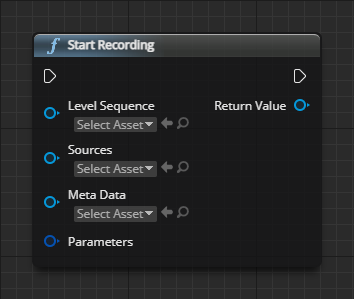 f Start Recording
Level Sequence Return Value
Select Asset
Sources
Select Asset
Meta Data
Select Asset
Parameters